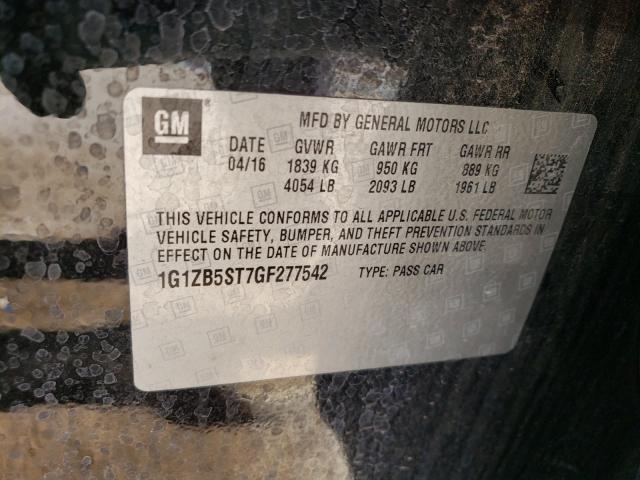 GM
MFD BY GENERAL MOTORS LLC
DATE GVWR GAWR FRT GAWR RR
04/16 1839 KG 950 KG 889 KG
4054 LB 2093 LB 1961 LB
THIS VEHICLE CONFORMS TO ALL APPLICABLE U.S. FEDERAL MOTOR
VEHICLE SAFETY, BUMPER, AND THEFT PREVENTION STANDARDS IN
EFFECT ON THE DATE OF MANUFACTURE SHOWN ABOVE.
1G1ZB5ST7GF277542 TYPE: PASS CAR